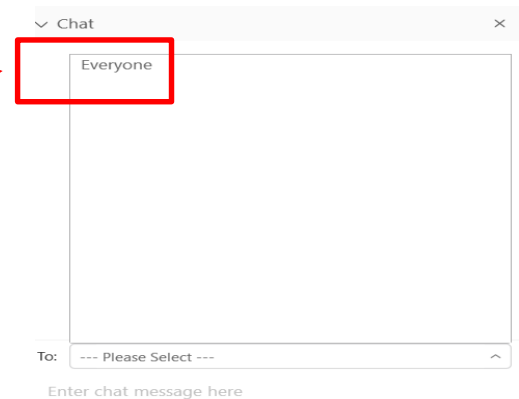 Chat
Everyone
To: --- Please Select ---
Enter chat message here